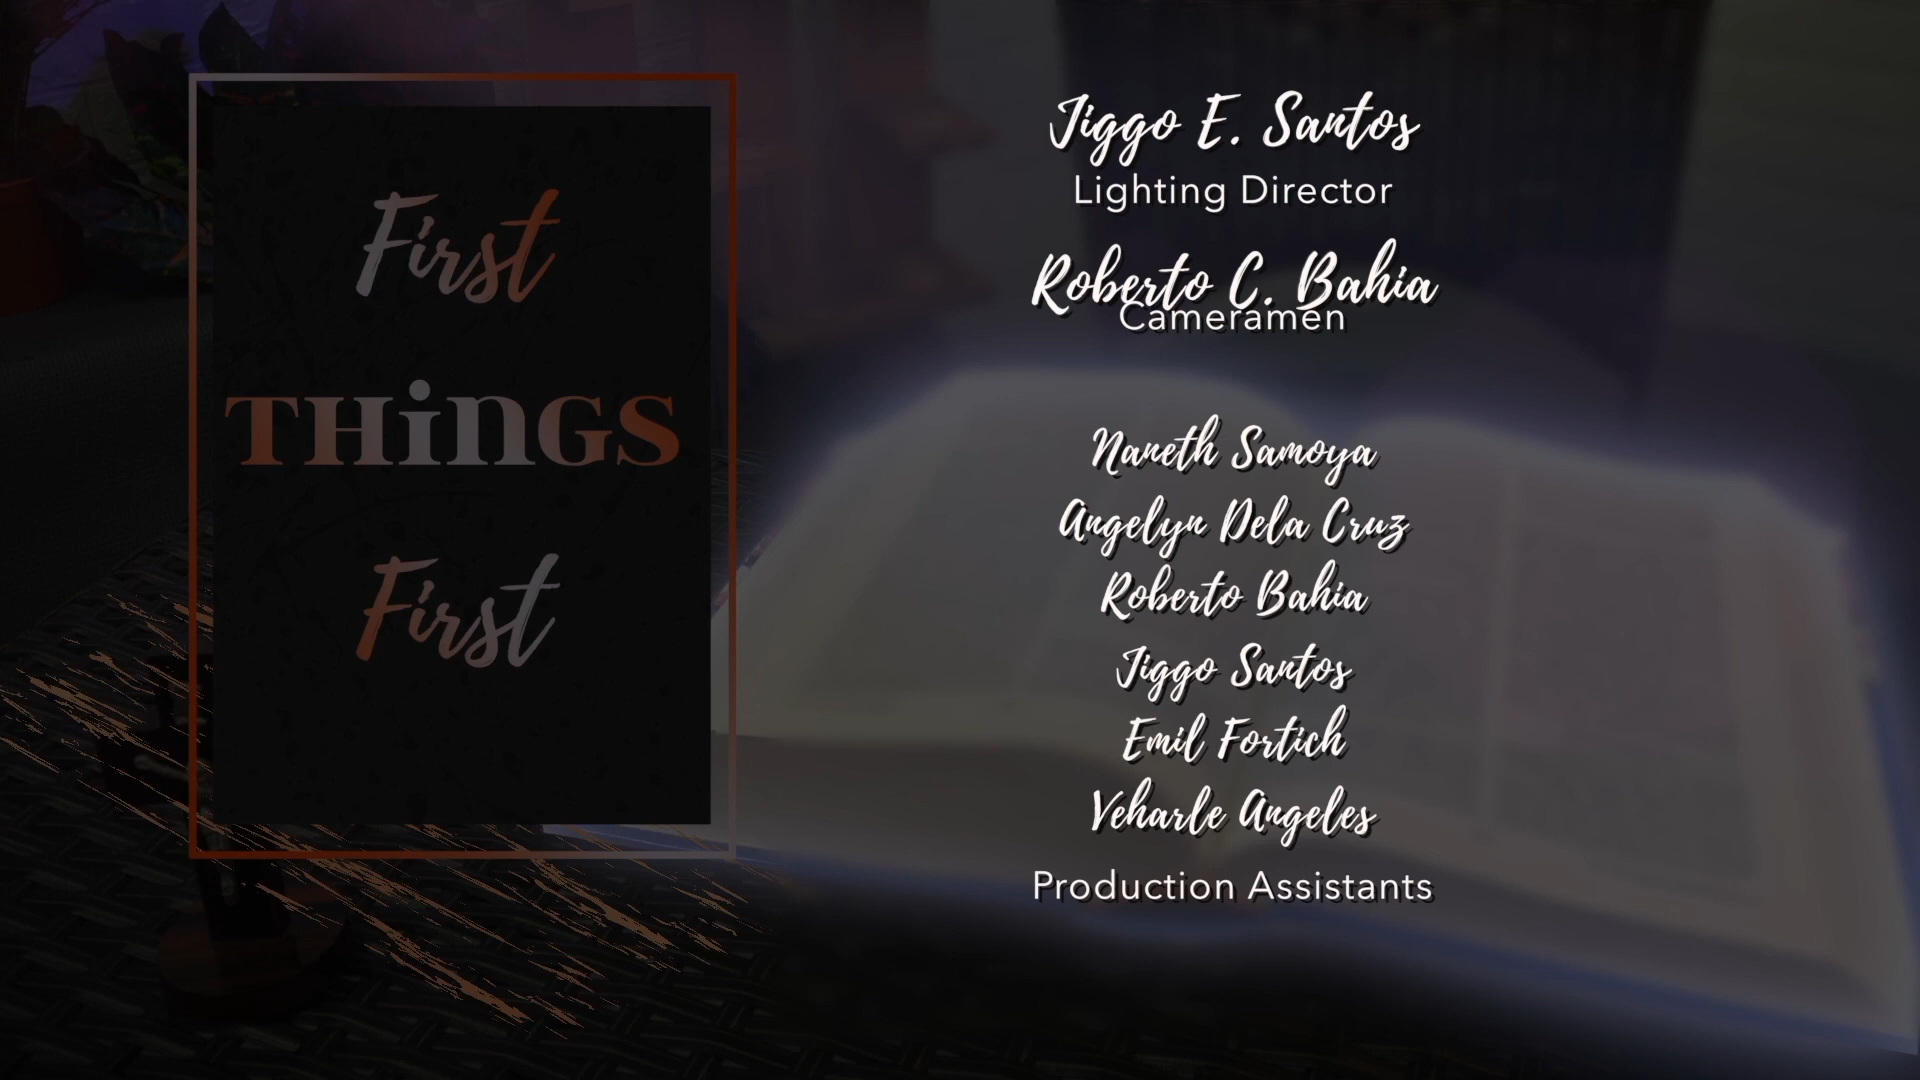 First
THiNGS
First
Jiggo E. Santos
Lighting Director
Roberto C. Bahia
Cameramen
Naneth Samoya
Angelyn Dela Cruz
Roberto Bahia
Jiggo Santos
Emil Fortich
Veharle Angeles
Production Assistants